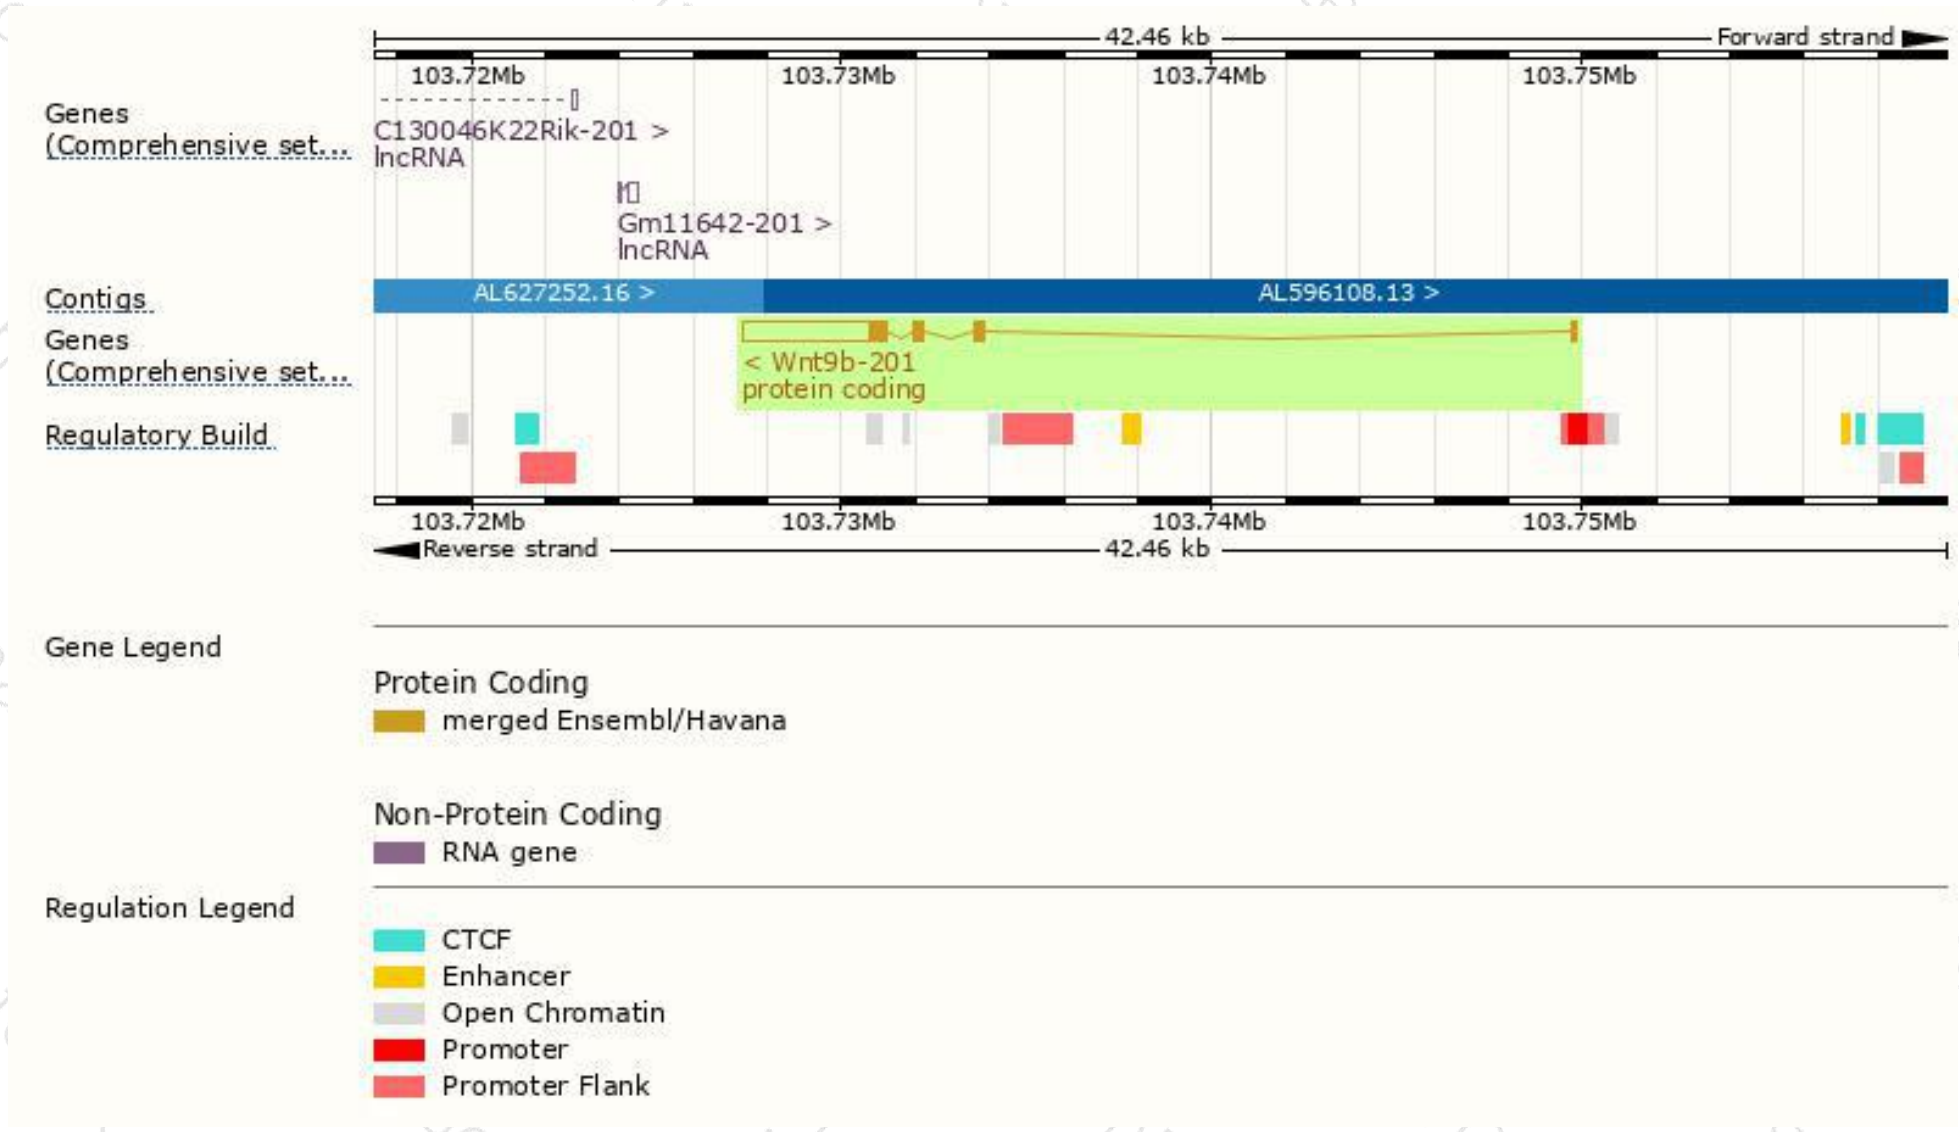 42.46 kb Forward strand
103.72Mb 103.73Mb 103.74Mb 103.75Mb
Genes
(Comprehensive set...
C130046K22Rik-201 >
lncRNA
Gm11642-201 >
lncRNA
Contigs AL627252.16 > AL596108.13 >
Genes
(Comprehensive set...
< Wnt9b-201
protein coding
Regulatory Build
103.72Mb 103.73Mb 103.74Mb 103.75Mb
Reverse strand 42.46 kb
Gene Legend
Protein Coding
merged Ensembl/Havana
Non-Protein Coding
RNA gene
Regulation Legend
CTCF
Enhancer
Open Chromatin
Promoter
Promoter Flank